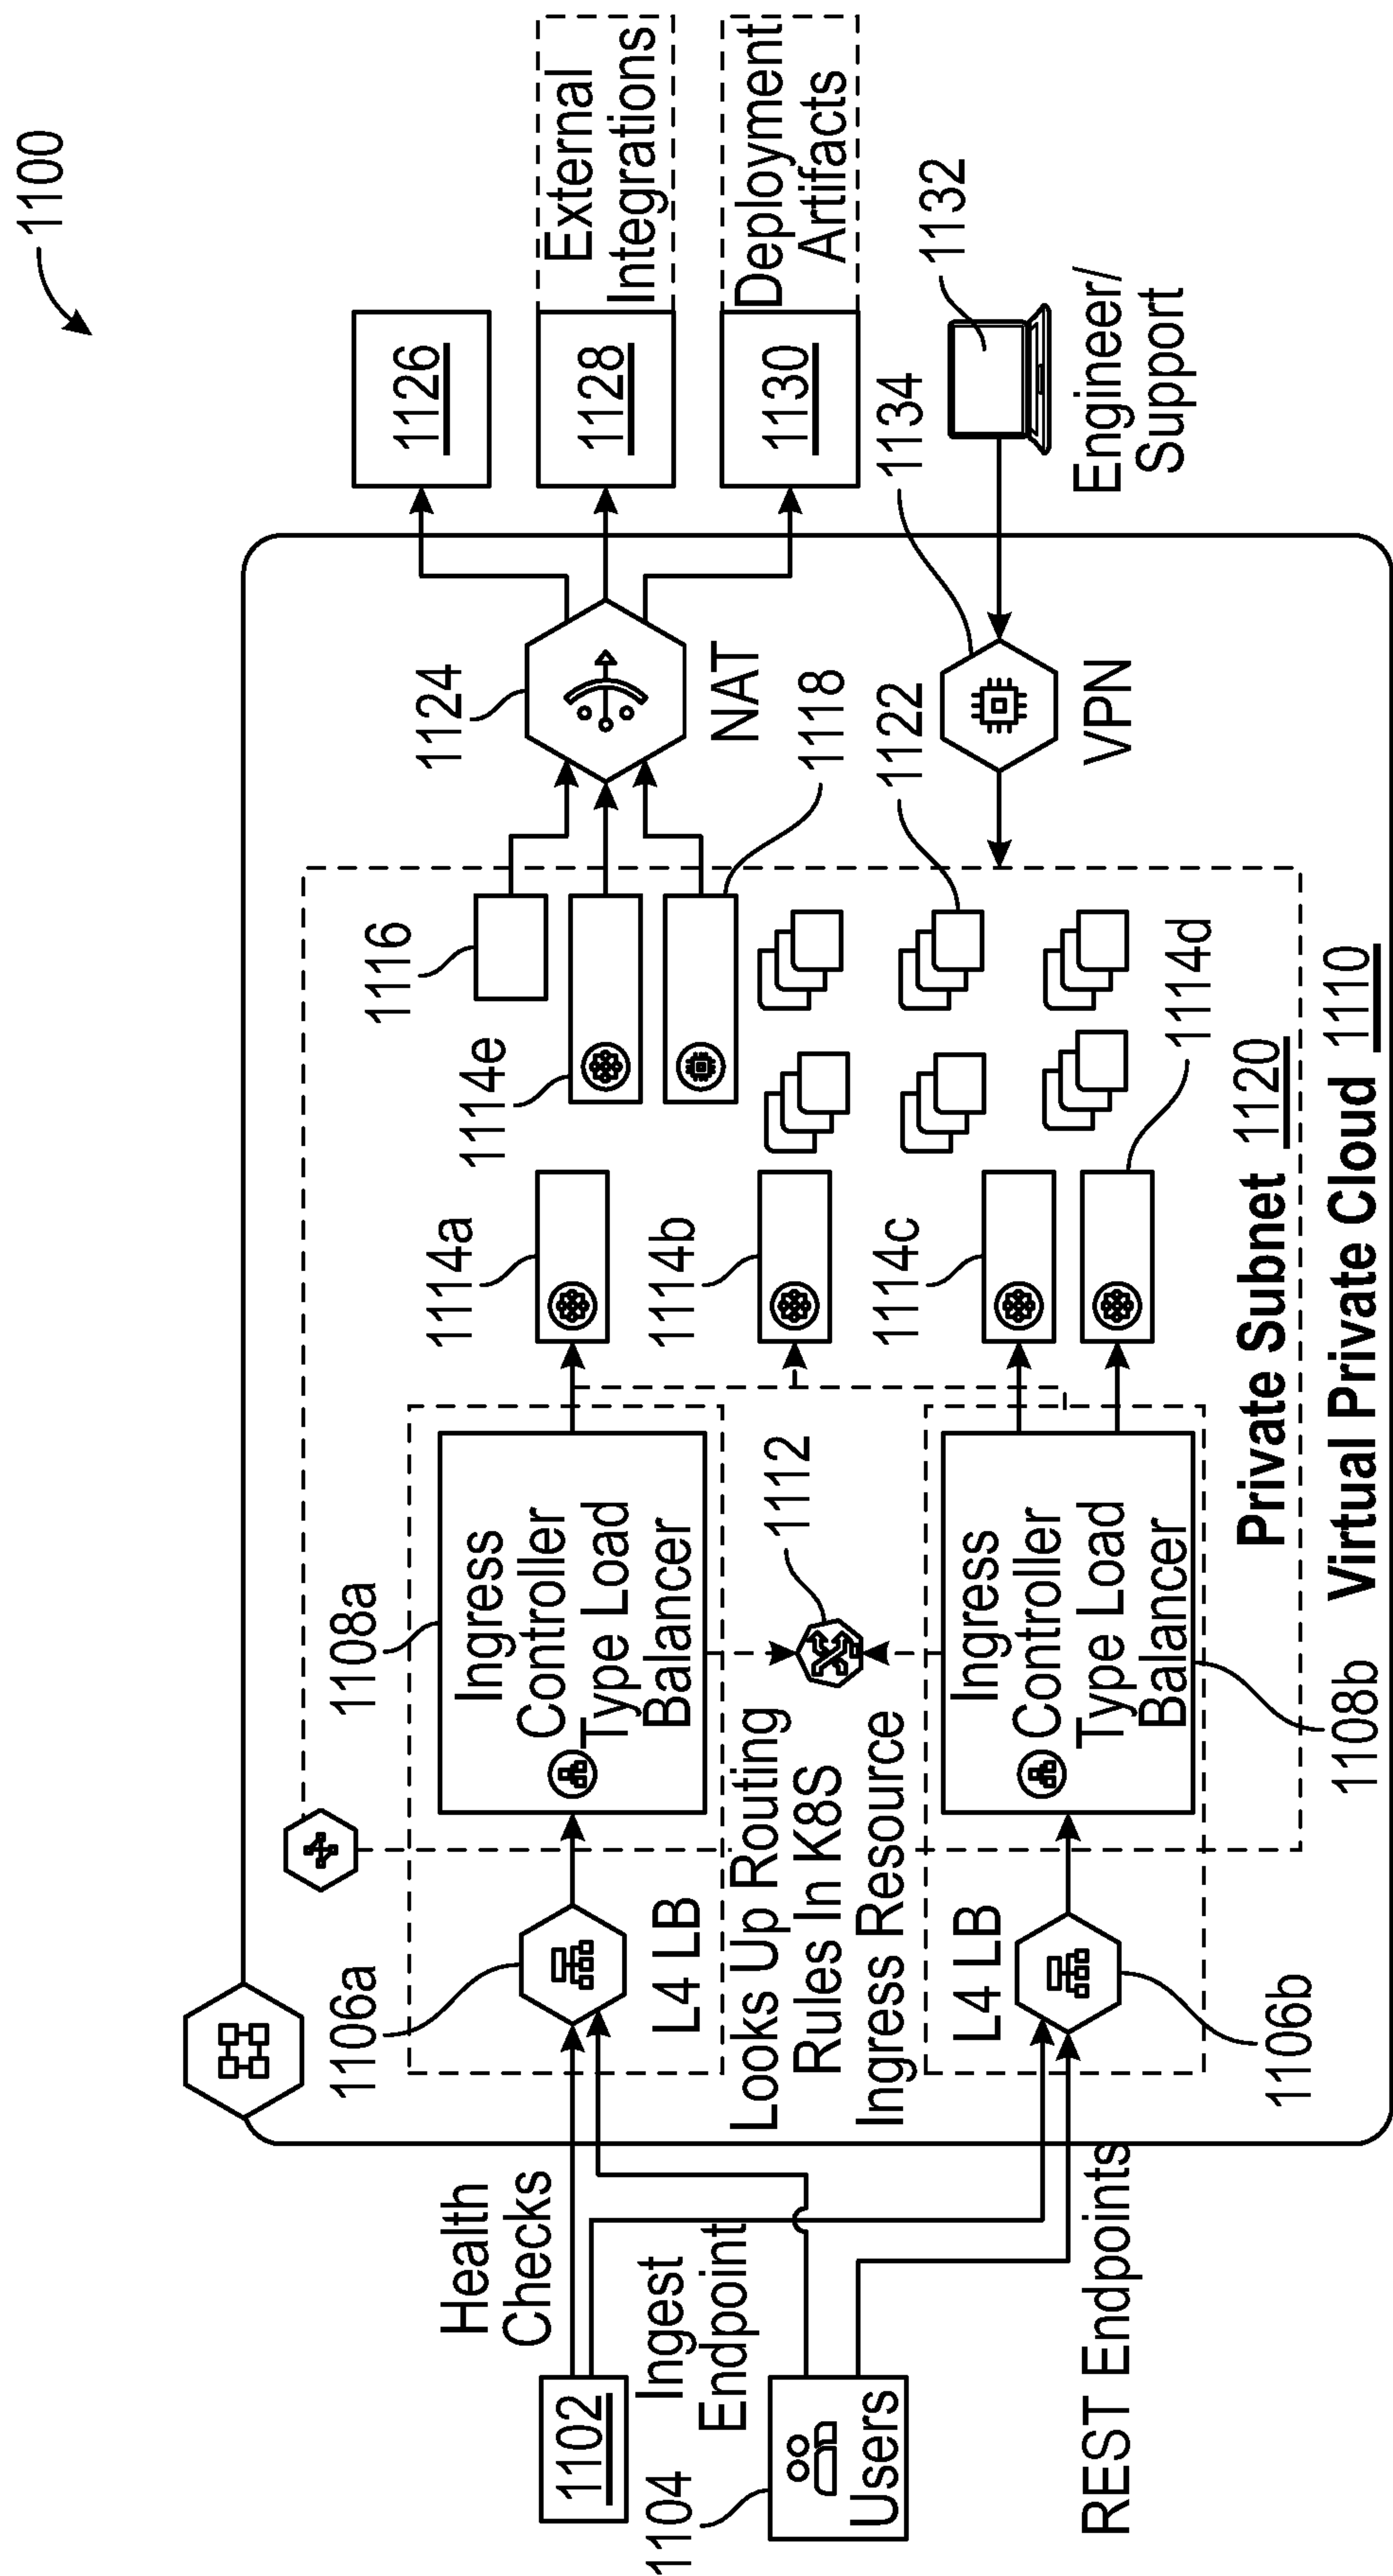 1100
1102
Health
Checks
Ingest
Endpoint
1104
Users
REST Endpoints
1106a
L4 LB
1108a
Ingress
Controller
Type Load
Balancer
Looks Up Routing
Rules In K8S
Ingress Resource
1112
L4 LB
1106b
Ingress
Controller
Type Load
Balancer
1108b
1114a
1114b
1114c
1114d
1114e
1116
1118
1122
Private Subnet 1120
Virtual Private Cloud 1110
1124
NAT
1126
1128
External
Integrations
1130
Deployment
Artifacts
1134
VPN
1132
Engineer/
Support